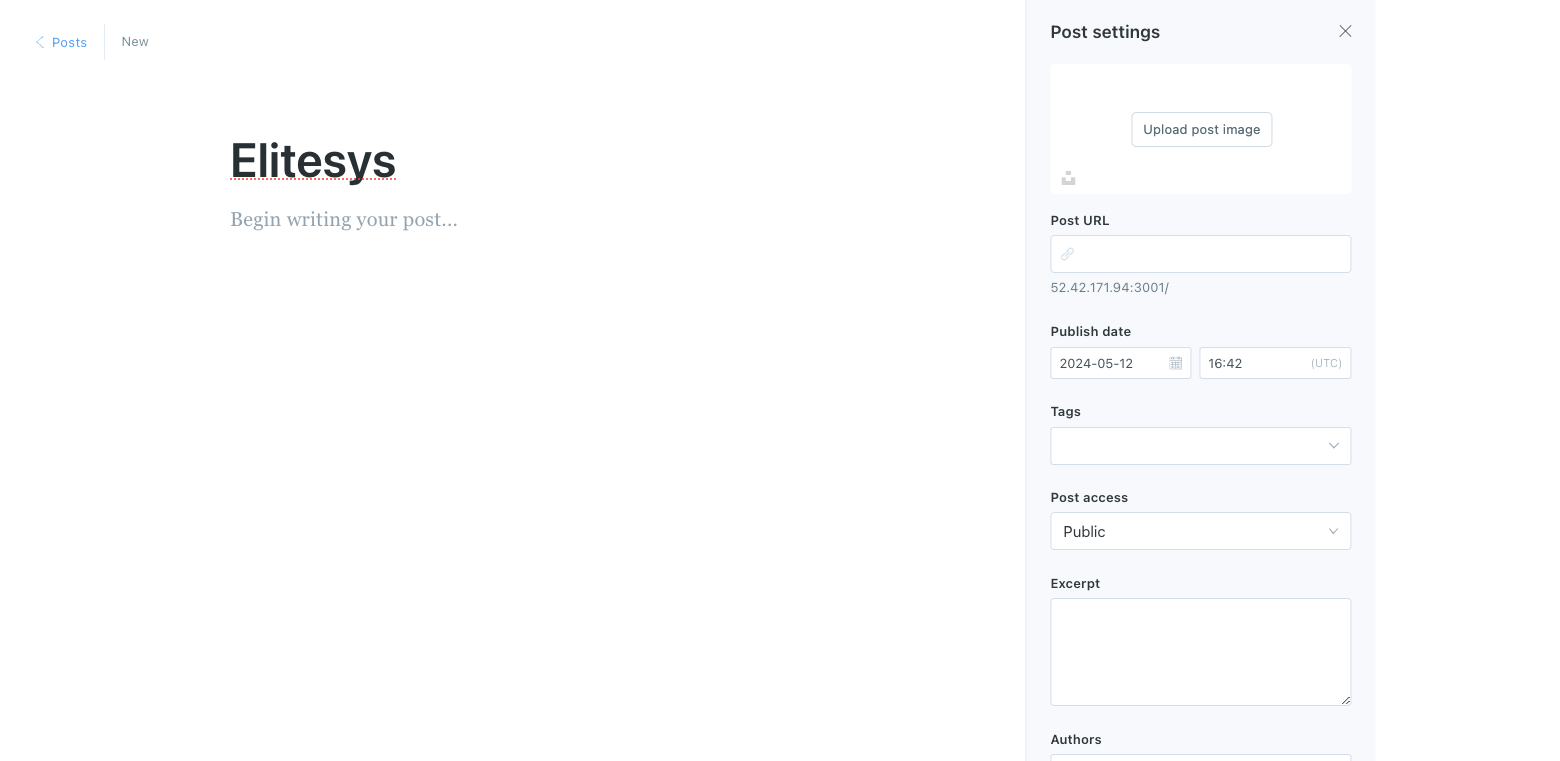 Posts
New
Elitesys
Begin writing your post...
Post settings
Upload post image
Post URL
52.42.171.94:3001/
Publish date
2024-05-12
16:42 (UTC)
Tags
Post access
Public
Excerpt
Authors